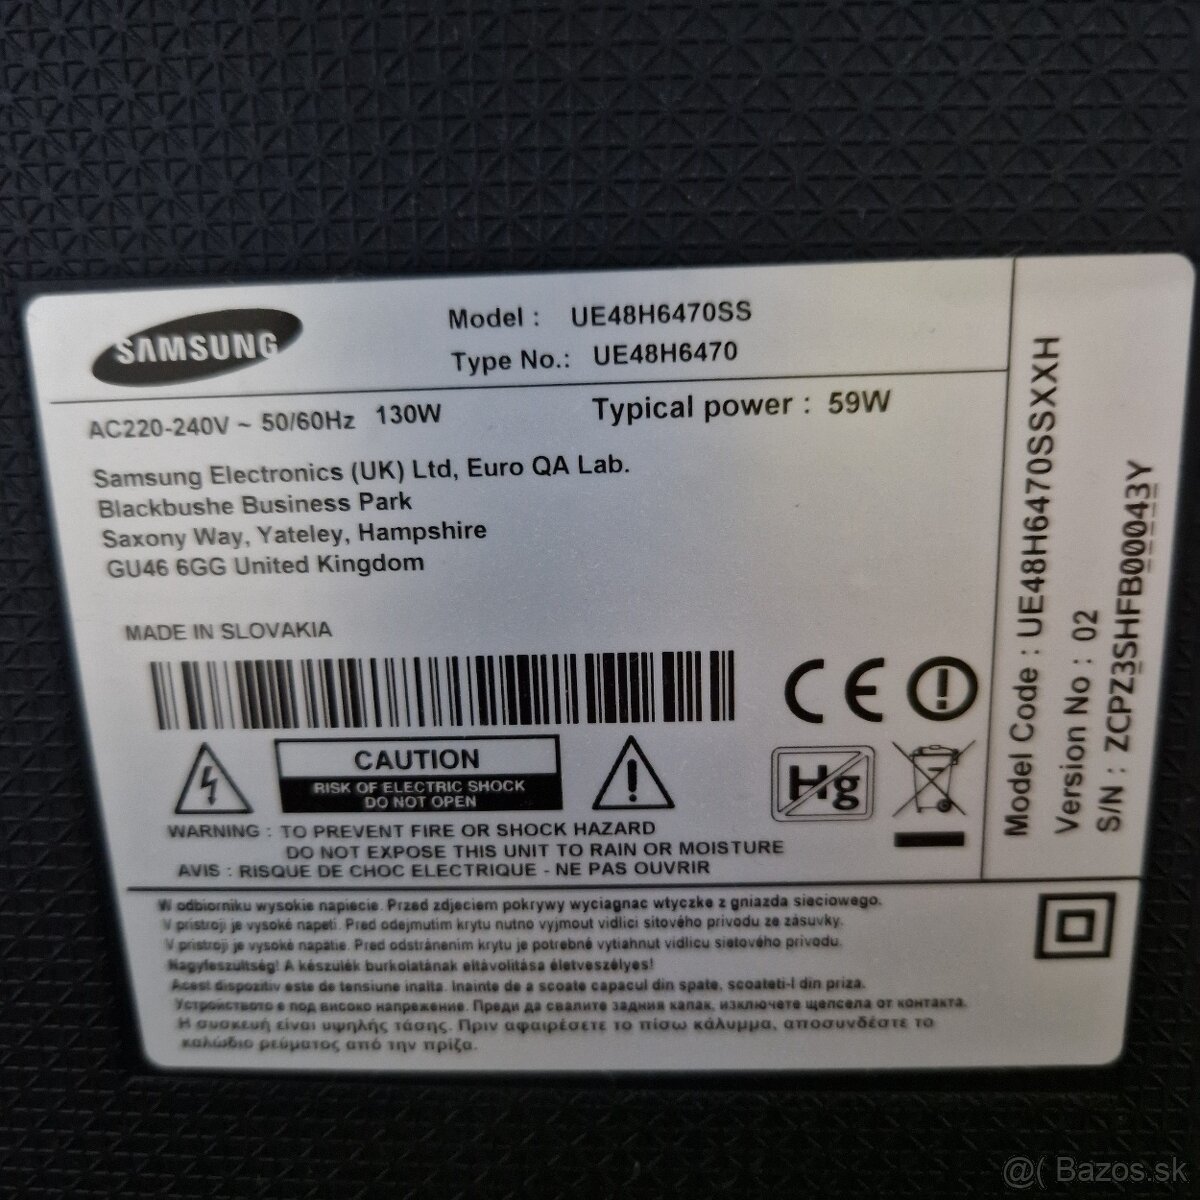 SAMSUNG
Model : UE48H6470SS
Type No.: UE48H6470
AC220-240V ~ 50/60Hz 130W
Typical power : 59W
Samsung Electronics (UK) Ltd, Euro QA Lab.
Blackbushe Business Park
Saxony Way, Yateley, Hampshire
GU46 6GG United Kingdom
MADE IN SLOVAKIA
CE
CAUTION
RISK OF ELECTRIC SHOCK
DO NOT OPEN
Hg
WARNING : TO PREVENT FIRE OR SHOCK HAZARD
DO NOT EXPOSE THIS UNIT TO RAIN OR MOISTURE
AVIS : RISQUE DE CHOC ELECTRIQUE - NE PAS OUVRIR
Model Code : UE48H6470SSXXH
Version No : 02
S/N : ZCPZ3SHFB00043Y
W odbiorniku wysokie napiecie. Przed zdjeciem pokrywy wyciagnac wtyczke z gniazda sieciowego.
V prístroji je vysoké napetí. Pred odejmutím krytu nutno vyjmout vidlici sítového prívodu ze zásuvky.
V prístroji je vysoké napätie. Pred odstránením krytu je potrebné vytiahnut vidlicu sietového prívodu.
Nagyfeszültség! A készülék burkolatának eltávolítása életveszélyes!
Acest dispozitiv este de tensiune inalta. Inainte de a scoate capacul din spate, scoateti-l din priza.
Устройството е под високо напрежение. Преди да свалите задния капак, изключете щепсела от контакта.
Η συσκευή είναι υψηλής τάσης. Πριν αφαιρέσετε το πίσω κάλυμμα, αποσυνδέστε το
καλώδιο ρεύματος από την πρίζα.
@( Bazos.sk